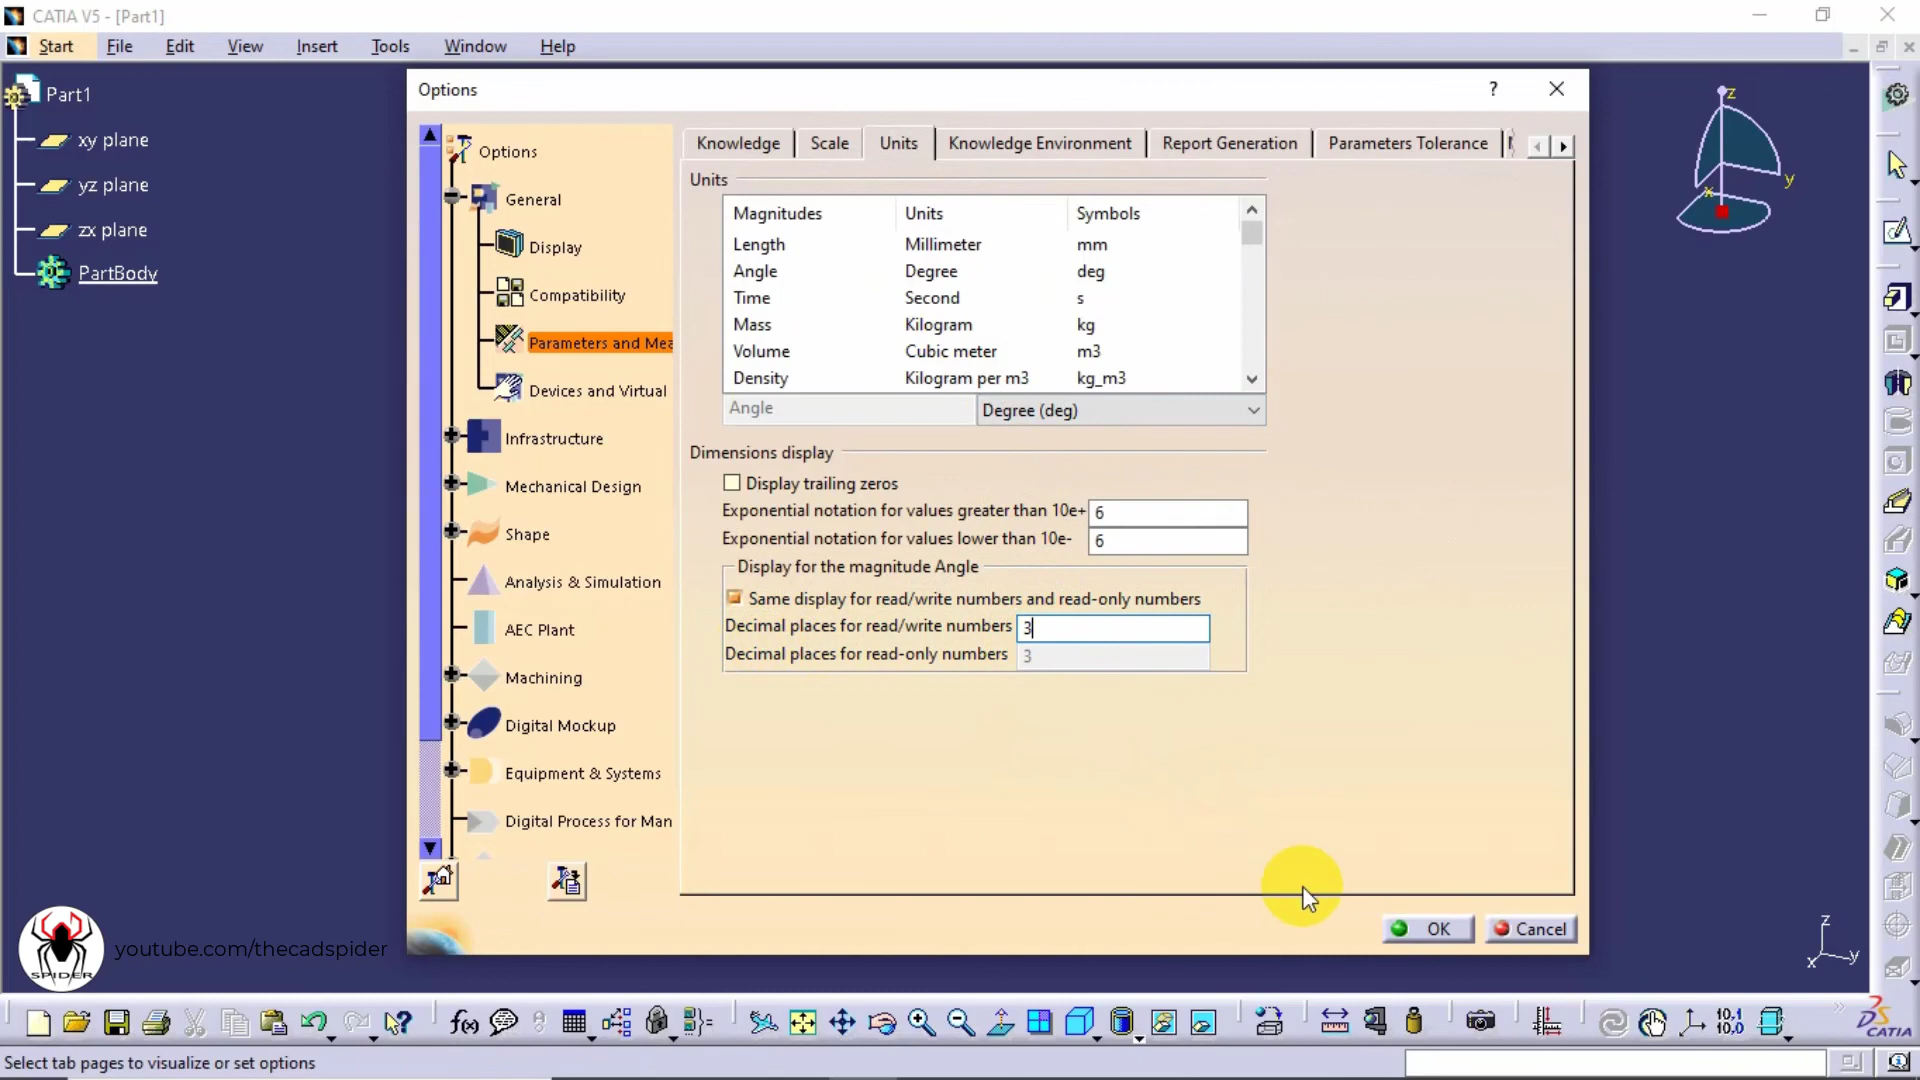 CATIA V5 - [Part1]
Start File Edit View Insert Tools Window Help
Part1
xy plane
yz plane
zx plane
PartBody
Options
?
Options
General
Display
Compatibility
Parameters and Mea
Devices and Virtual
Infrastructure
Mechanical Design
Shape
Analysis & Simulation
AEC Plant
Machining
Digital Mockup
Equipment & Systems
Digital Process for Man
Knowledge Scale Units Knowledge Environment Report Generation Parameters Tolerance
Units
Magnitudes Units Symbols
Length Millimeter mm
Angle Degree deg
Time Second s
Mass Kilogram kg
Volume Cubic meter m3
Density Kilogram per m3 kg_m3
Angle Degree (deg)
Dimensions display
Display trailing zeros
Exponential notation for values greater than 10e+ 6
Exponential notation for values lower than 10e- 6
Display for the magnitude Angle
Same display for read/write numbers and read-only numbers
Decimal places for read/write numbers 3
Decimal places for read-only numbers 3
OK Cancel
z
y
x
z
y
x
SPIDER
youtube.com/thecadspider
f(x)
10,1
10,0
CATIA
Select tab pages to visualize or set options